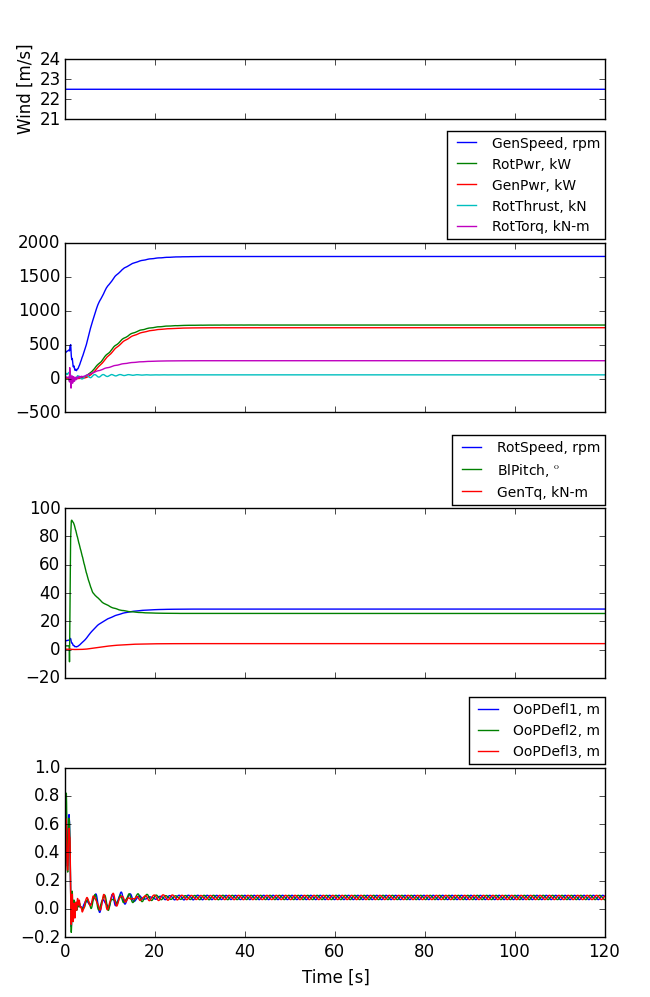 Wind [m/s]
24
23
22
21
GenSpeed, rpm
RotPwr, kW
GenPwr, kW
RotThrust, kN
RotTorq, kN-m
2000
1500
1000
500
0
−500
RotSpeed, rpm
BlPitch, °
GenTq, kN-m
100
80
60
40
20
0
−20
OoPDefl1, m
OoPDefl2, m
OoPDefl3, m
1.0
0.8
0.6
0.4
0.2
0.0
−0.2
0 20 40 60 80 100 120
Time [s]